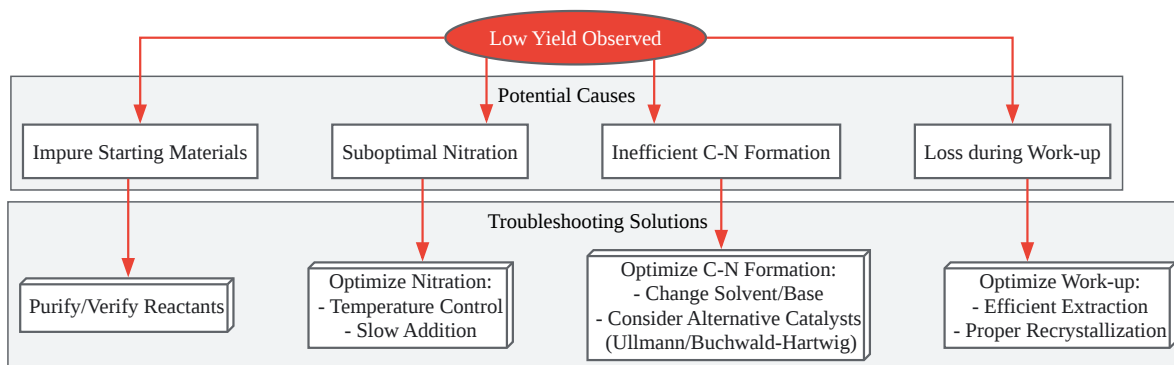 Low Yield Observed
Potential Causes
Impure Starting Materials
Suboptimal Nitration
Inefficient C-N Formation
Loss during Work-up
Troubleshooting Solutions
Purify/Verify Reactants
Optimize Nitration:
- Temperature Control
- Slow Addition
Optimize C-N Formation:
- Change Solvent/Base
- Consider Alternative Catalysts
(Ullmann/Buchwald-Hartwig)
Optimize Work-up:
- Efficient Extraction
- Proper Recrystallization